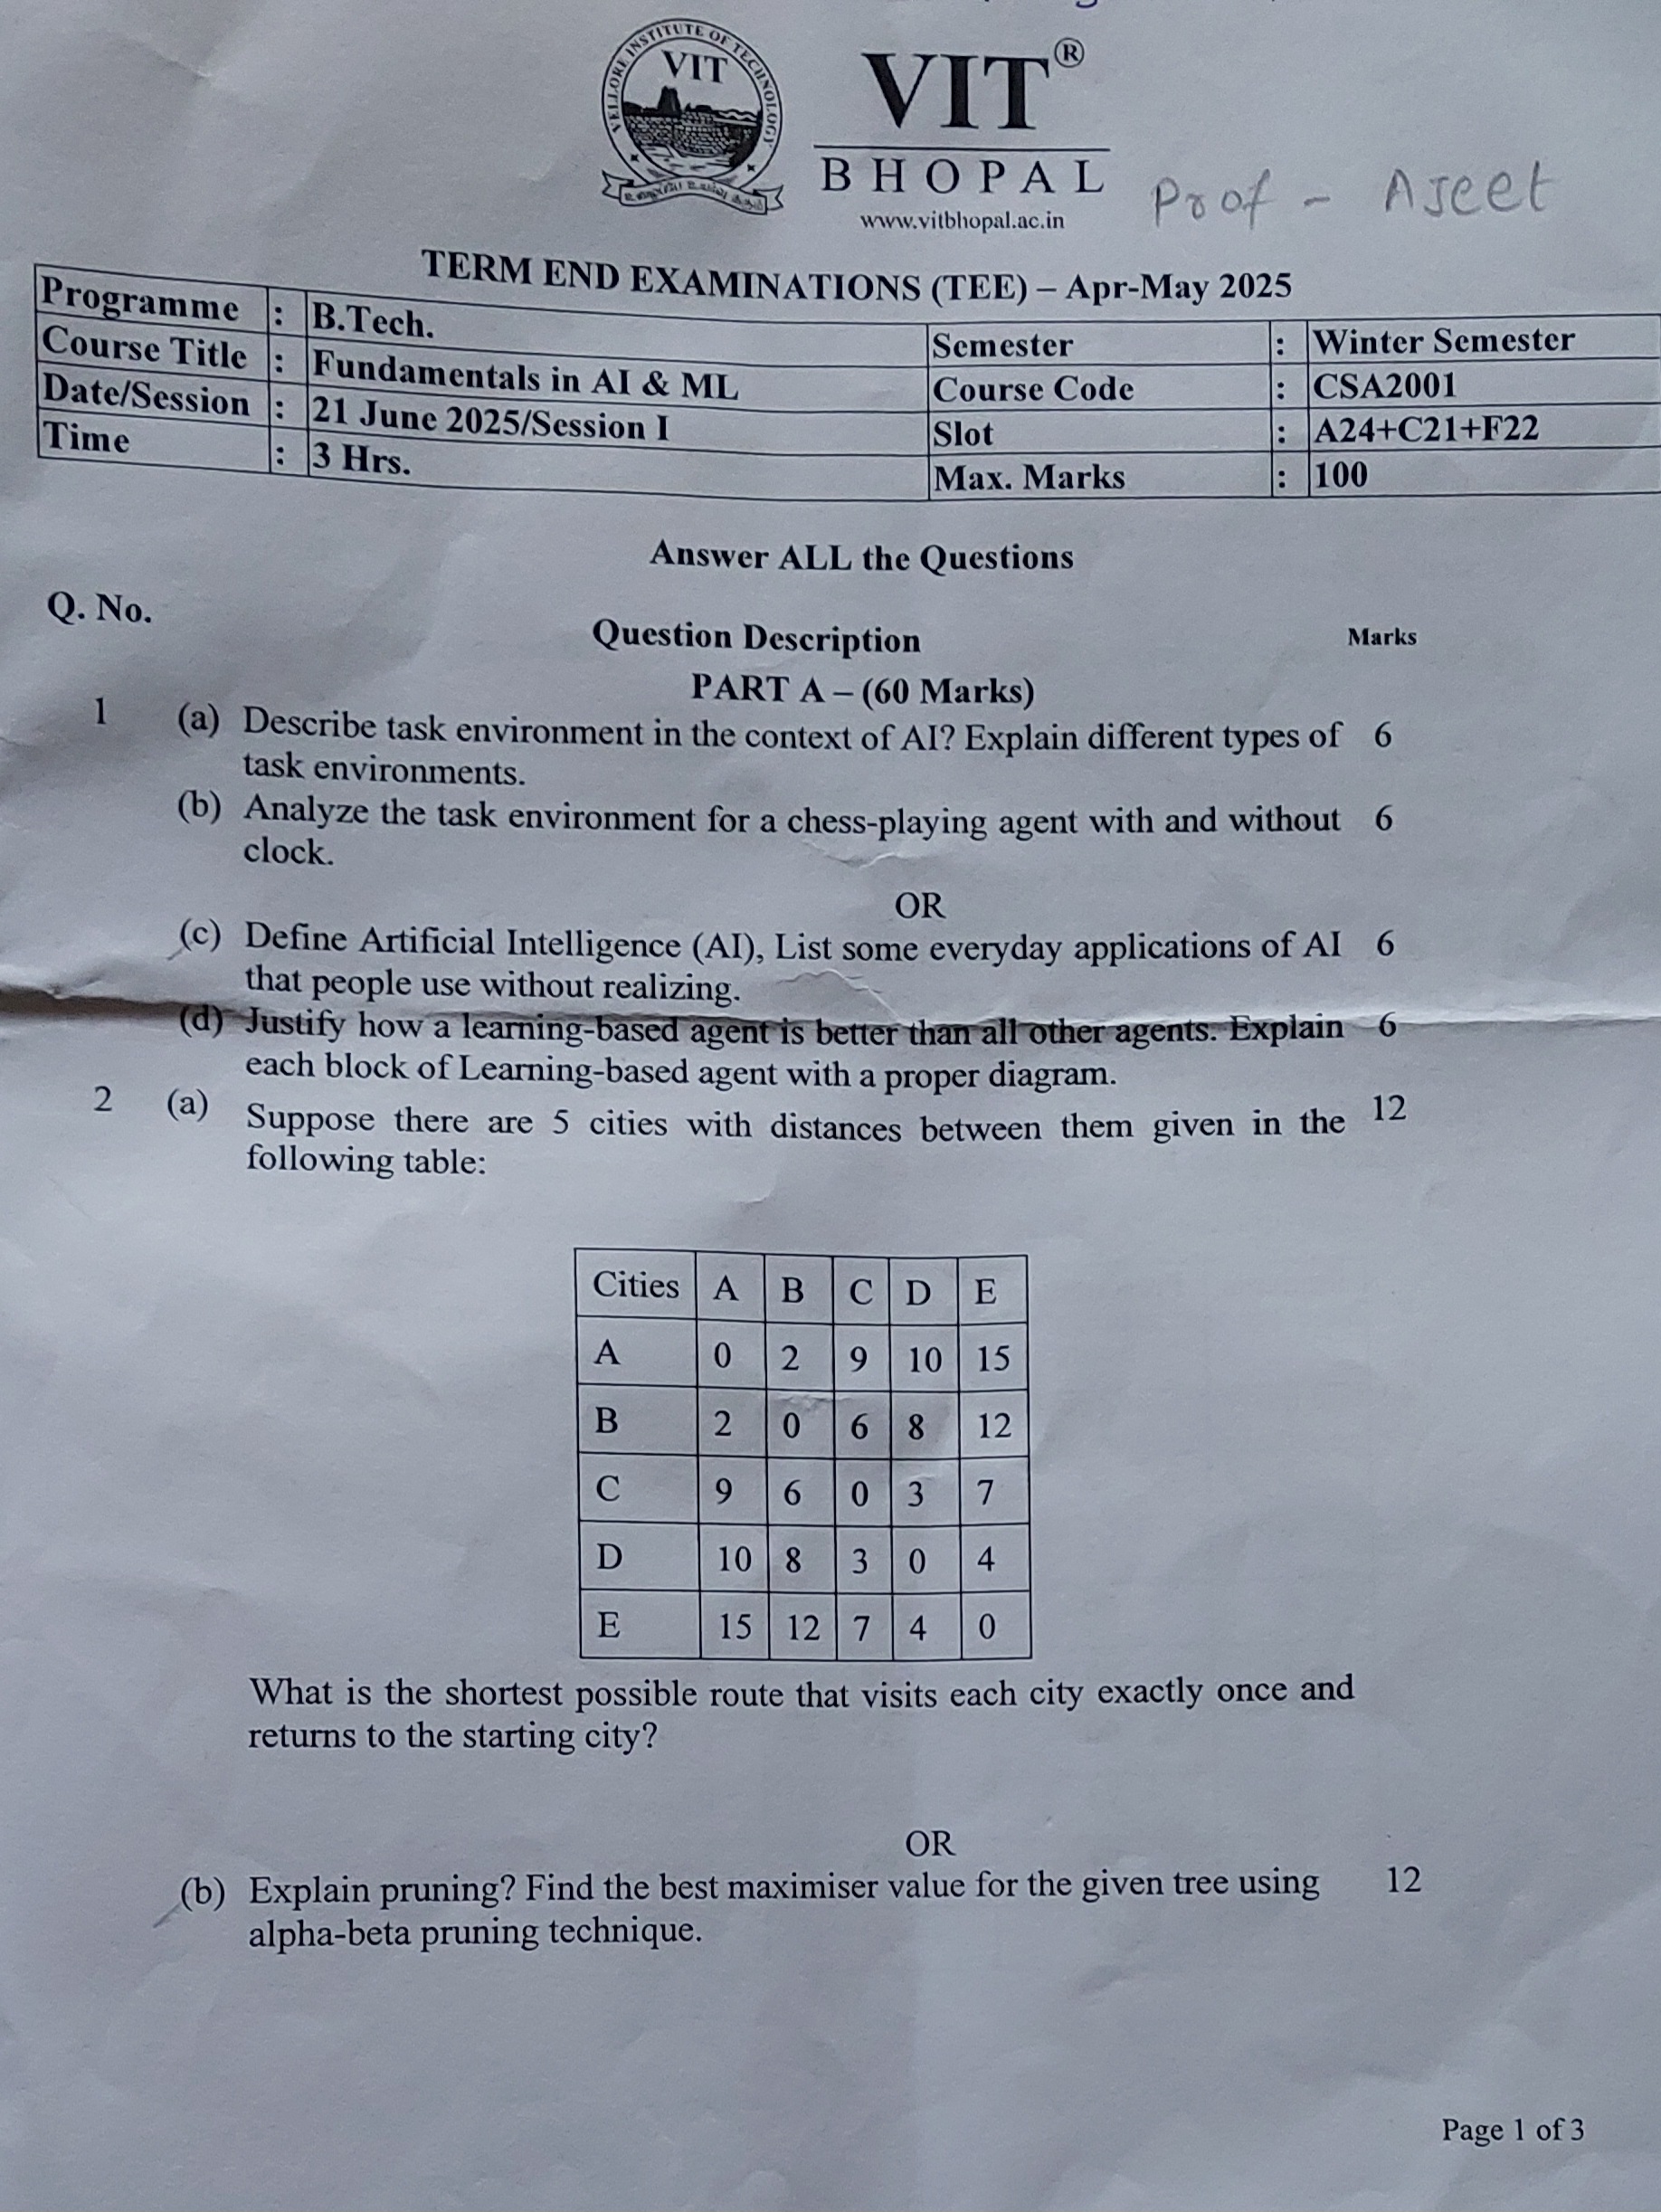 VELLORE INSTITUTE OF TECHNOLOGY
VIT
VIT®
BHOPAL
www.vitbhopal.ac.in
Prof - AJeet
TERM END EXAMINATIONS (TEE) – Apr-May 2025
Programme : B.Tech. Semester : Winter Semester
Course Title : Fundamentals in AI & ML Course Code : CSA2001
Date/Session : 21 June 2025/Session I Slot : A24+C21+F22
Time : 3 Hrs. Max. Marks : 100
Answer ALL the Questions
Q. No. Question Description Marks
PART A – (60 Marks)
1 (a) Describe task environment in the context of AI? Explain different types of 6
task environments.
(b) Analyze the task environment for a chess-playing agent with and without 6
clock.
OR
(c) Define Artificial Intelligence (AI), List some everyday applications of AI 6
that people use without realizing.
(d) Justify how a learning-based agent is better than all other agents. Explain 6
each block of Learning-based agent with a proper diagram.
2 (a) Suppose there are 5 cities with distances between them given in the 12
following table:
Cities A B C D E
A 0 2 9 10 15
B 2 0 6 8 12
C 9 6 0 3 7
D 10 8 3 0 4
E 15 12 7 4 0
What is the shortest possible route that visits each city exactly once and
returns to the starting city?
OR
(b) Explain pruning? Find the best maximiser value for the given tree using 12
alpha-beta pruning technique.
Page 1 of 3